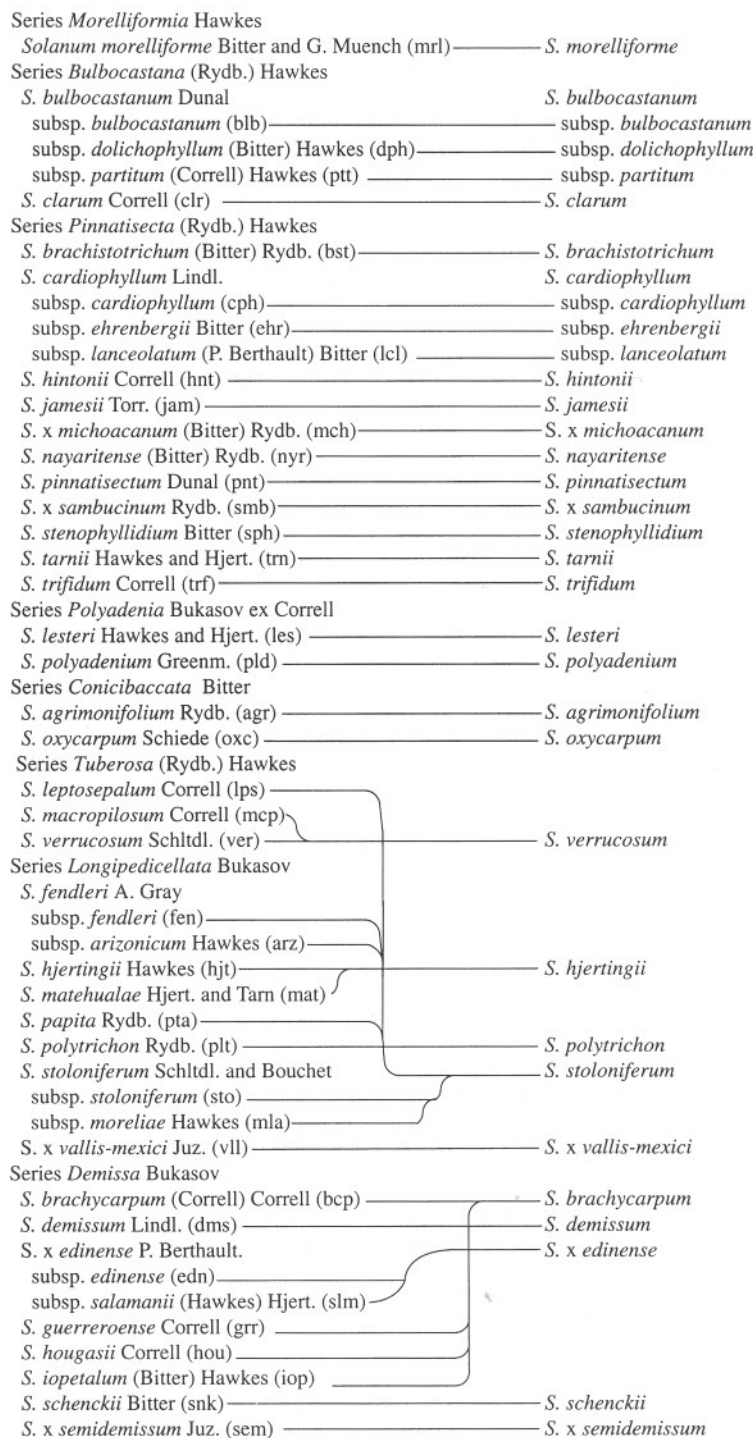 Series Morelliformia Hawkes
Solanum morelliforme Bitter and G. Muench (mrl) S. morelliforme
Series Bulbocastana (Rydb.) Hawkes
S. bulbocastanum Dunal S. bulbocastanum
subsp. bulbocastanum (blb) subsp. bulbocastanum
subsp. dolichophyllum (Bitter) Hawkes (dph) subsp. dolichophyllum
subsp. partitum (Correll) Hawkes (ptt) subsp. partitum
S. clarum Correll (clr) S. clarum
Series Pinnatisecta (Rydb.) Hawkes
S. brachistotrichum (Bitter) Rydb. (bst) S. brachistotrichum
S. cardiophyllum Lindl. S. cardiophyllum
subsp. cardiophyllum (cph) subsp. cardiophyllum
subsp. ehrenbergii Bitter (ehr) subsp. ehrenbergii
subsp. lanceolatum (P. Berthault) Bitter (lcl) subsp. lanceolatum
S. hintonii Correll (hnt) S. hintonii
S. jamesii Torr. (jam) S. jamesii
S. x michoacanum (Bitter) Rydb. (mch) S. x michoacanum
S. nayaritense (Bitter) Rydb. (nyr) S. nayaritense
S. pinnatisectum Dunal (pnt) S. pinnatisectum
S. x sambucinum Rydb. (smb) S. x sambucinum
S. stenophyllidium Bitter (sph) S. stenophyllidium
S. tarnii Hawkes and Hjert. (trn) S. tarnii
S. trifidum Correll (trf) S. trifidum
Series Polyadenia Bukasov ex Correll
S. lesteri Hawkes and Hjert. (les) S. lesteri
S. polyadenium Greenm. (pld) S. polyadenium
Series Conicibaccata Bitter
S. agrimonifolium Rydb. (agr) S. agrimonifolium
S. oxycarpum Schiede (oxc) S. oxycarpum
Series Tuberosa (Rydb.) Hawkes
S. leptosepalum Correll (lps)
S. macropilosum Correll (mcp)
S. verrucosum Schltdl. (ver) S. verrucosum
Series Longipedicellata Bukasov
S. fendleri A. Gray
subsp. fendleri (fen)
subsp. arizonicum Hawkes (arz)
S. hjertingii Hawkes (hjt) S. hjertingii
S. matehualae Hjert. and Tarn (mat)
S. papita Rydb. (pta)
S. polytrichon Rydb. (plt) S. polytrichon
S. stoloniferum Schltdl. and Bouchet S. stoloniferum
subsp. stoloniferum (sto)
subsp. moreliae Hawkes (mla)
S. x vallis-mexici Juz. (vll) S. x vallis-mexici
Series Demissa Bukasov
S. brachycarpum (Correll) Correll (bcp) S. brachycarpum
S. demissum Lindl. (dms) S. demissum
S. x edinense P. Berthault. S. x edinense
subsp. edinense (edn)
subsp. salamanii (Hawkes) Hjert. (slm)
S. guerreroense Correll (grr)
S. hougasii Correll (hou)
S. iopetalum (Bitter) Hawkes (iop)
S. schenckii Bitter (snk) S. schenckii
S. x semidemissum Juz. (sem) S. x semidemissum